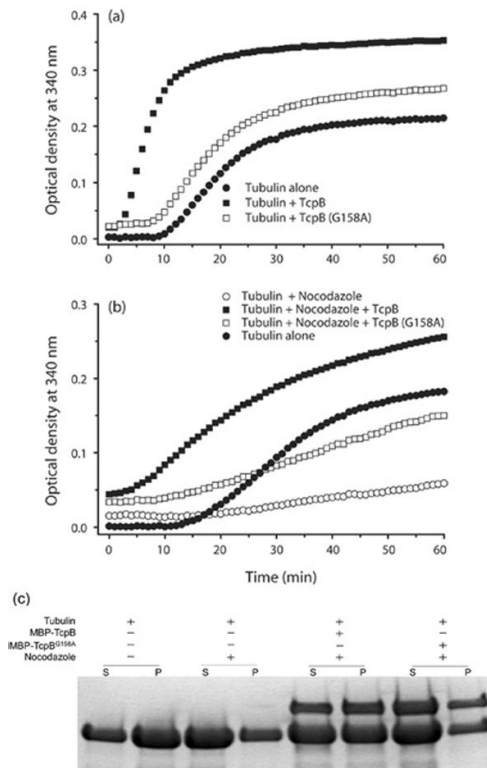 (a)
0.4
0.3
0.2
0.1
0.0
Optical density at 340 nm
Tubulin alone
Tubulin + TcpB
Tubulin + TcpB (G158A)
0 10 20 30 40 50 60
(b)
0.3
0.2
0.1
0.0
Optical density at 340 nm
Tubulin + Nocodazole
Tubulin + Nocodazole + TcpB
Tubulin + Nocodazole + TcpB (G158A)
Tubulin alone
0 10 20 30 40 50 60
Time (min)
(c)
Tubulin + + + +
MBP-TcpB – – + –
MBP-TcpBG158A – – – +
Nocodazole – + + +
S P S P S P S P